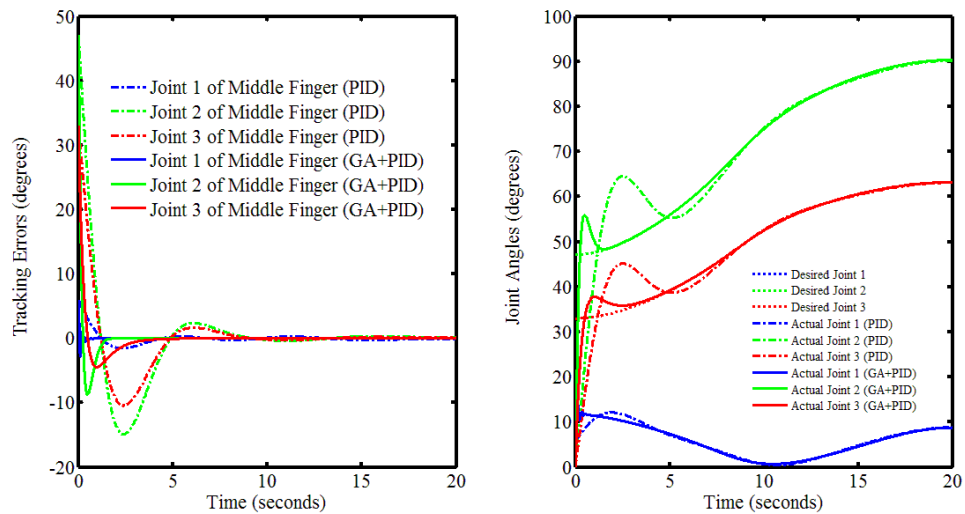 50
40
30
20
10
0
-10
-20
Tracking Errors (degrees)
Joint 1 of Middle Finger (PID)
Joint 2 of Middle Finger (PID)
Joint 3 of Middle Finger (PID)
Joint 1 of Middle Finger (GA+PID)
Joint 2 of Middle Finger (GA+PID)
Joint 3 of Middle Finger (GA+PID)
0 5 10 15 20
Time (seconds)
100
90
80
70
60
50
40
30
20
10
0
Joint Angles (degrees)
Desired Joint 1
Desired Joint 2
Desired Joint 3
Actual Joint 1 (PID)
Actual Joint 2 (PID)
Actual Joint 3 (PID)
Actual Joint 1 (GA+PID)
Actual Joint 2 (GA+PID)
Actual Joint 3 (GA+PID)
0 5 10 15 20
Time (seconds)